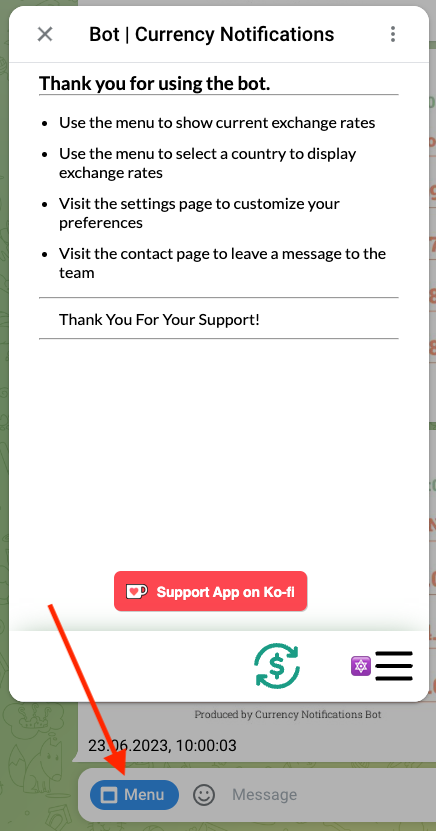 Bot | Currency Notifications
Thank you for using the bot.
• Use the menu to show current exchange rates
• Use the menu to select a country to display
exchange rates
• Visit the settings page to customize your
preferences
• Visit the contact page to leave a message to the
team
Thank You For Your Support!
Support App on Ko-fi
Produced by Currency Notifications Bot
23.06.2023, 10:00:03
Menu
Message